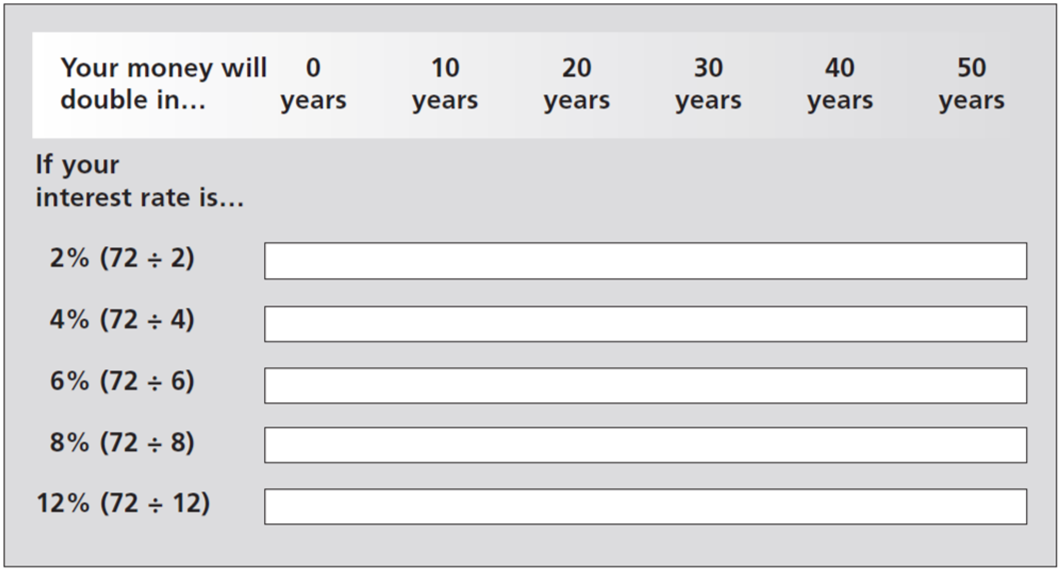 Your money will 0 10 20 30 40 50
double in... years years years years years years
If your
interest rate is...
2% (72 ÷ 2)
4% (72 ÷ 4)
6% (72 ÷ 6)
8% (72 ÷ 8)
12% (72 ÷ 12)